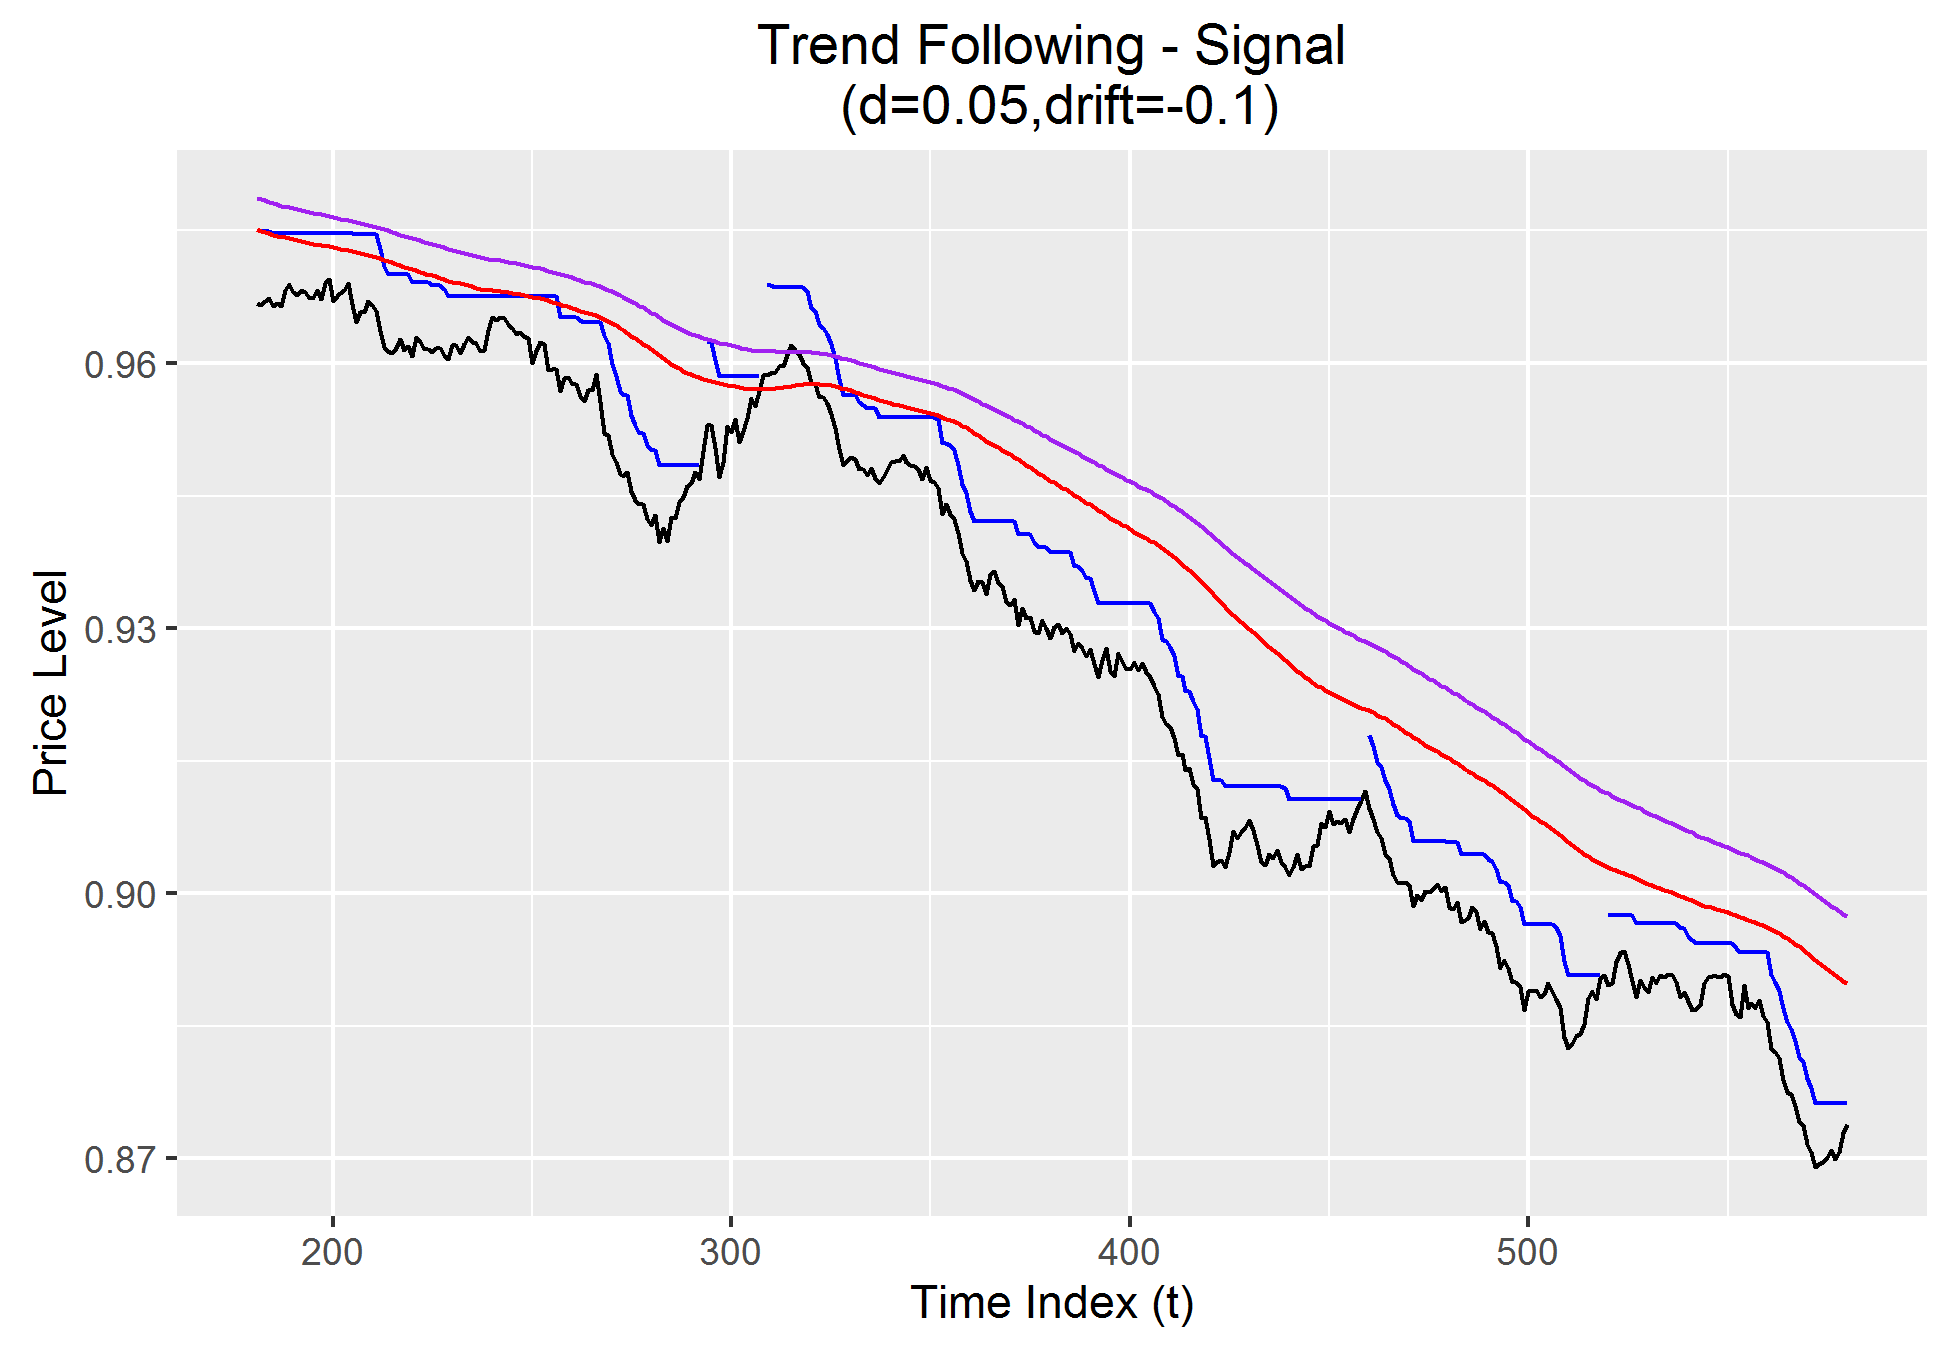 Trend Following - Signal
(d=0.05,drift=-0.1)
Price Level
0.96
0.93
0.90
0.87
200
300
400
500
Time Index (t)